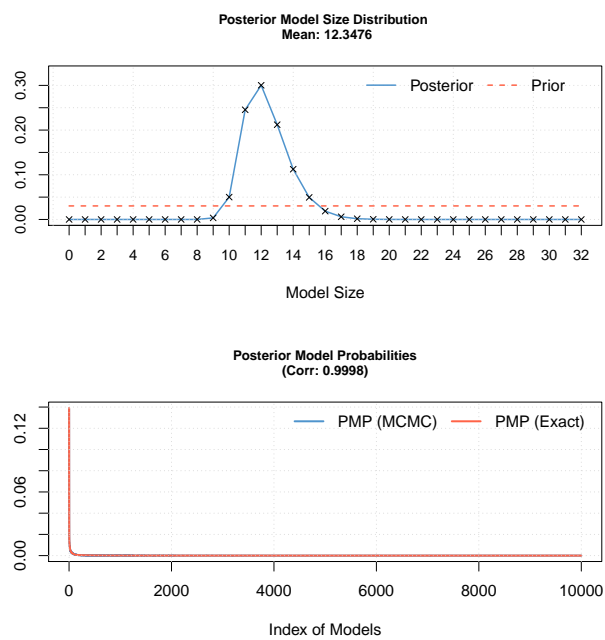 Posterior Model Size Distribution
Mean: 12.3476
Posterior Prior
0.00 0.10 0.20 0.30
0 2 4 6 8 10 12 14 16 18 20 22 24 26 28 30 32
Model Size
Posterior Model Probabilities
(Corr: 0.9998)
PMP (MCMC) PMP (Exact)
0.00 0.06 0.12
0 2000 4000 6000 8000 10000
Index of Models